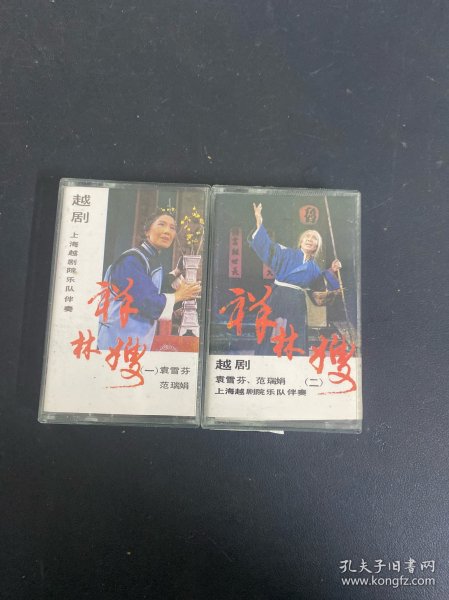 越剧
上海越剧院乐队伴奏
祥林嫂
(一)袁雪芬
范瑞娟
祥林嫂
越剧
袁雪芬、范瑞娟 (二)
上海越剧院乐队伴奏
孔夫子旧书网
www.kongfz.com